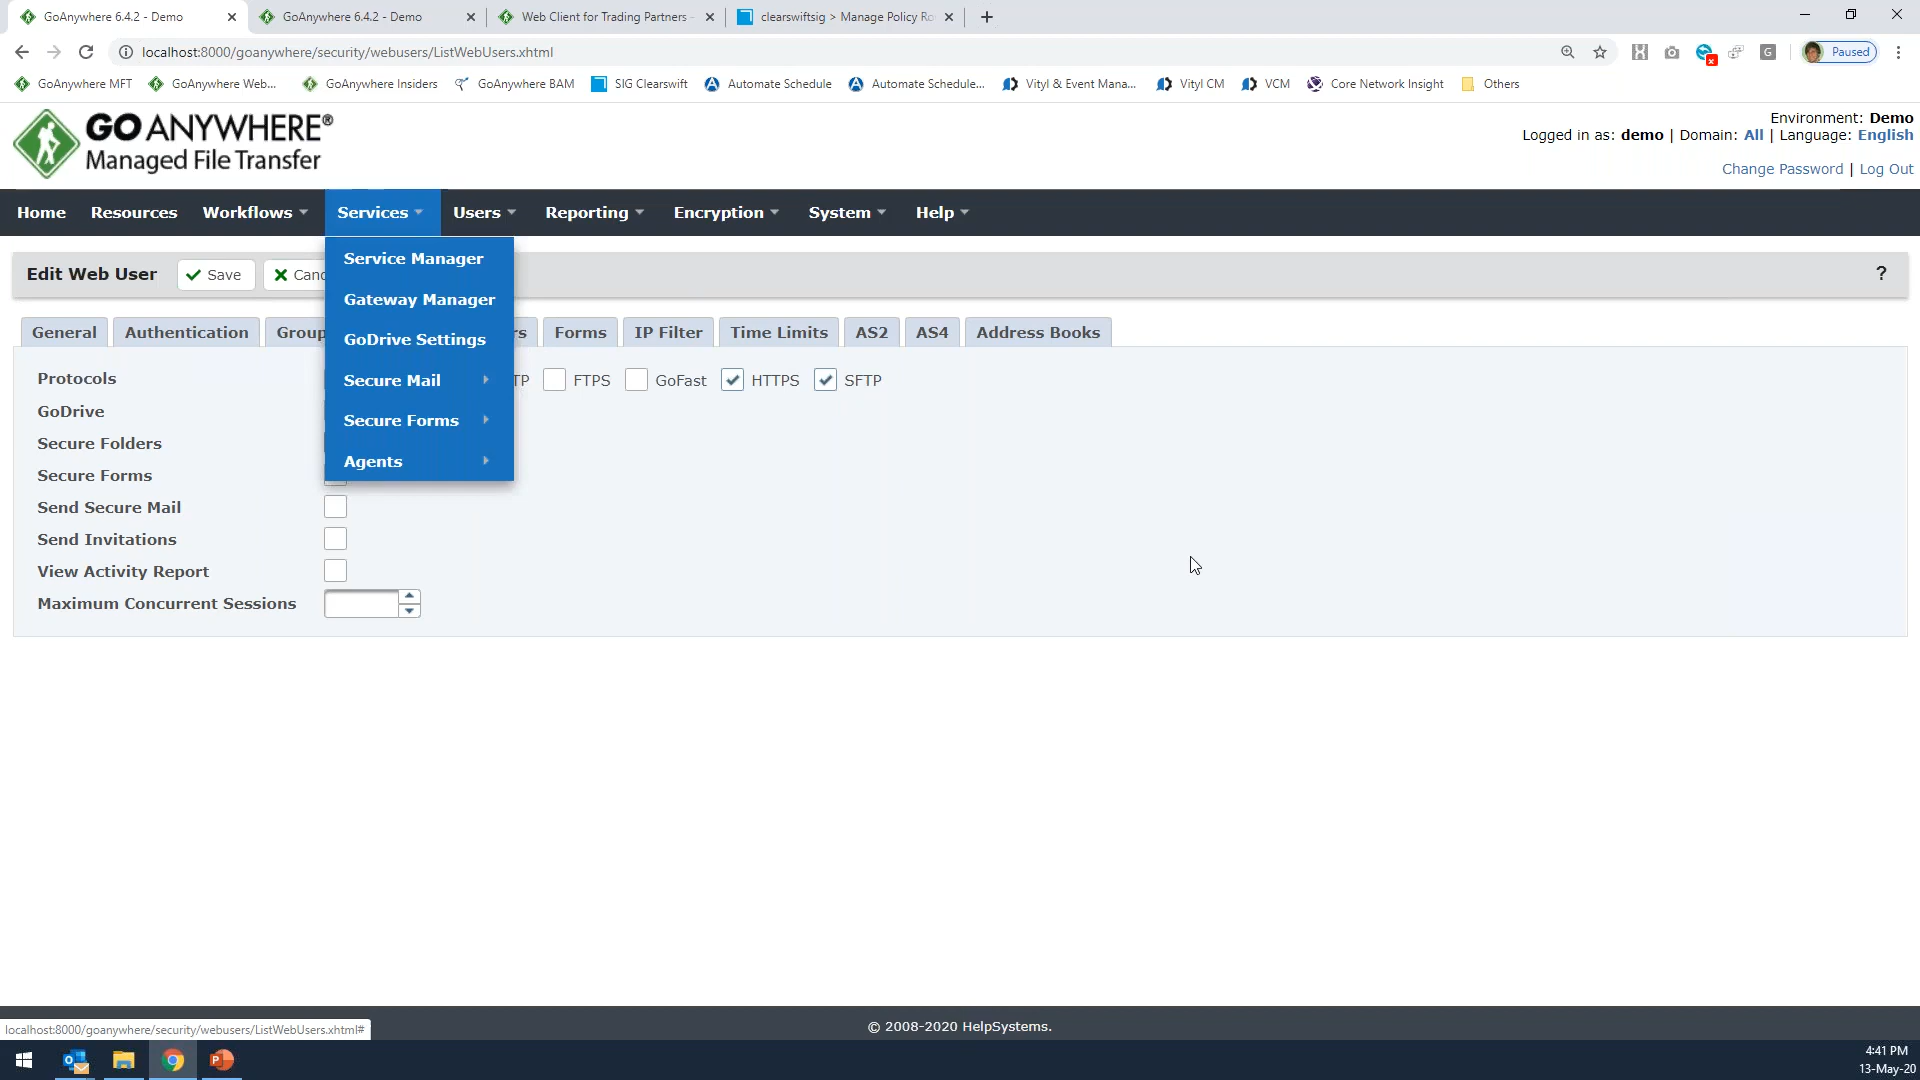 GoAnywhere 6.4.2 - Demo
GoAnywhere 6.4.2 - Demo
Web Client for Trading Partners -
clearswiftsig > Manage Policy Ro
localhost:8000/goanywhere/security/webusers/ListWebUsers.xhtml
G
Paused
GoAnywhere MFT
GoAnywhere Web...
GoAnywhere Insiders
GoAnywhere BAM
SIG Clearswift
Automate Schedule
Automate Schedule...
Vityl & Event Mana...
Vityl CM
VCM
Core Network Insight
Others
GO ANYWHERE®
Managed File Transfer
Environment: Demo
Logged in as: demo | Domain: All | Language: English
Change Password | Log Out
Home Resources Workflows Services Users Reporting Encryption System Help
Edit Web User
Save
Canc
?
Service Manager
Gateway Manager
GoDrive Settings
Secure Mail
Secure Forms
Agents
General Authentication Group rs Forms IP Filter Time Limits AS2 AS4 Address Books
Protocols TP FTPS GoFast HTTPS SFTP
GoDrive
Secure Folders
Secure Forms
Send Secure Mail
Send Invitations
View Activity Report
Maximum Concurrent Sessions
© 2008-2020 HelpSystems.
localhost:8000/goanywhere/security/webusers/ListWebUsers.xhtml#
4:41 PM
13-May-20